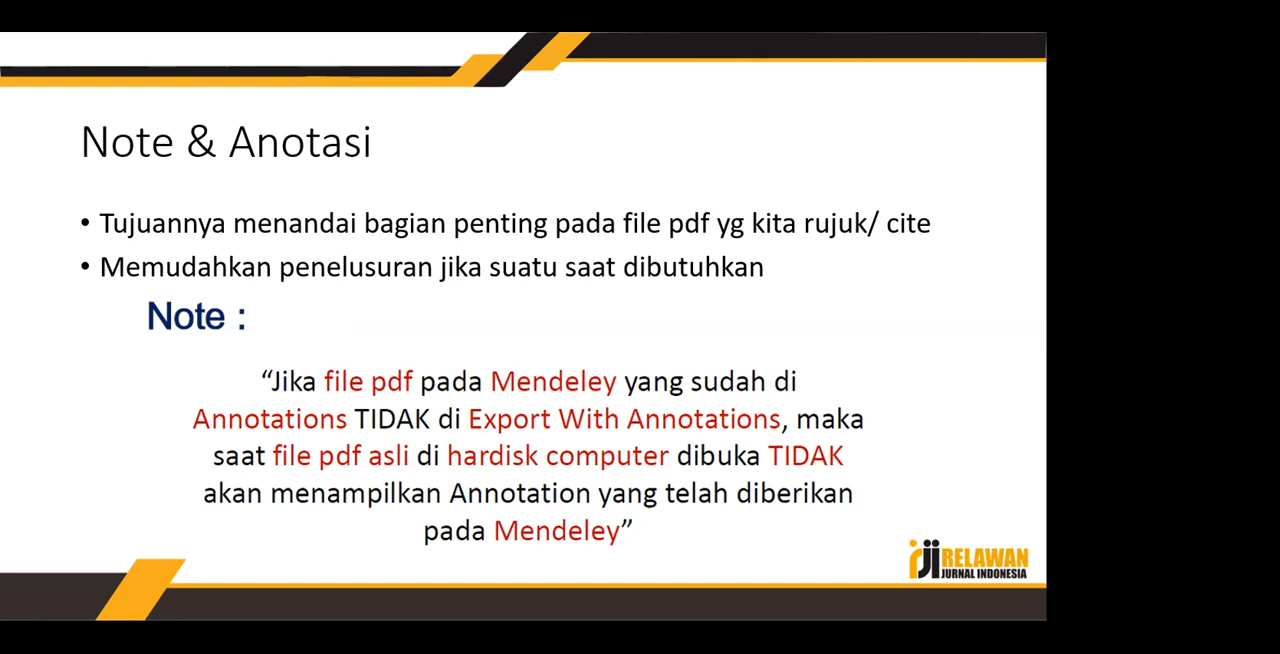 Note & Anotasi
• Tujuannya menandai bagian penting pada file pdf yg kita rujuk/ cite
• Memudahkan penelusuran jika suatu saat dibutuhkan
Note :
“Jika file pdf pada Mendeley yang sudah di
Annotations TIDAK di Export With Annotations, maka
saat file pdf asli di hardisk computer dibuka TIDAK
akan menampilkan Annotation yang telah diberikan
pada Mendeley”
rji RELAWAN
JURNAL INDONESIA